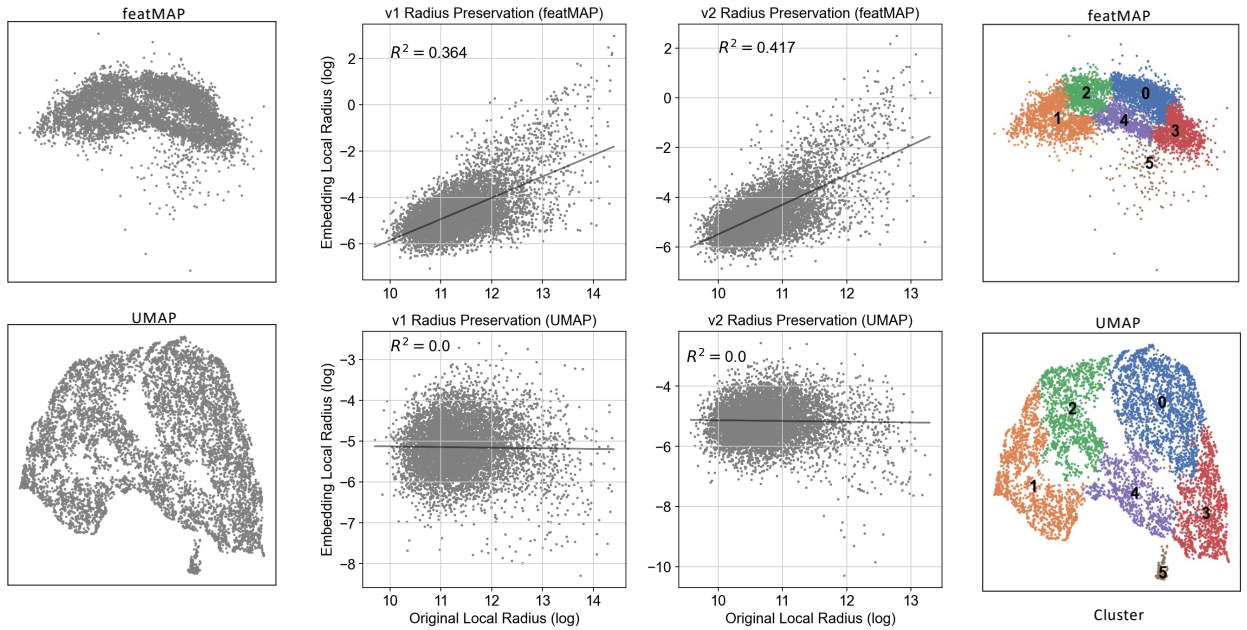 featMAP
v1 Radius Preservation (featMAP)
v2 Radius Preservation (featMAP)
featMAP
R² = 0.364
R² = 0.417
Embedding Local Radius (log)
2
0
−2
−4
−6
10
11
12
13
14
2
0
−2
−4
−6
10
11
12
13
2
0
1
4
3
5
UMAP
v1 Radius Preservation (UMAP)
v2 Radius Preservation (UMAP)
UMAP
R² = 0.0
R² = 0.0
Embedding Local Radius (log)
−3
−4
−5
−6
−7
−8
10
11
12
13
14
Original Local Radius (log)
−4
−6
−8
−10
10
11
12
13
Original Local Radius (log)
2
0
1
4
3
5
Cluster